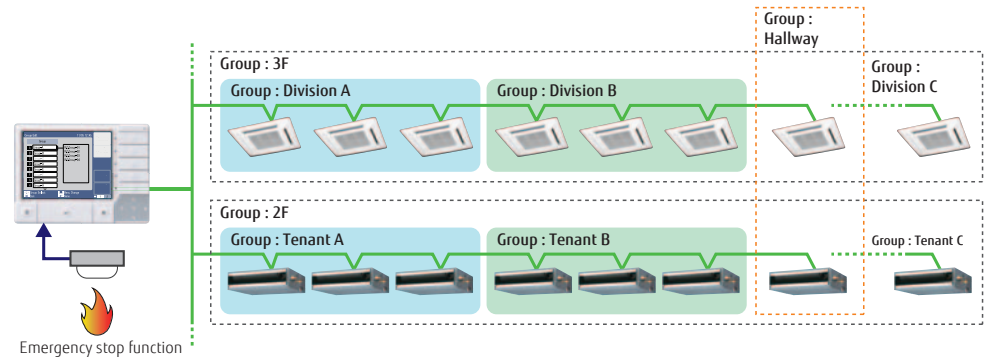 Group :
Hallway
Group : 3F
Group :
Division C
Group : Division A
Group : Division B
Group : 2F
Group : Tenant A
Group : Tenant B
Group : Tenant C
Emergency stop function